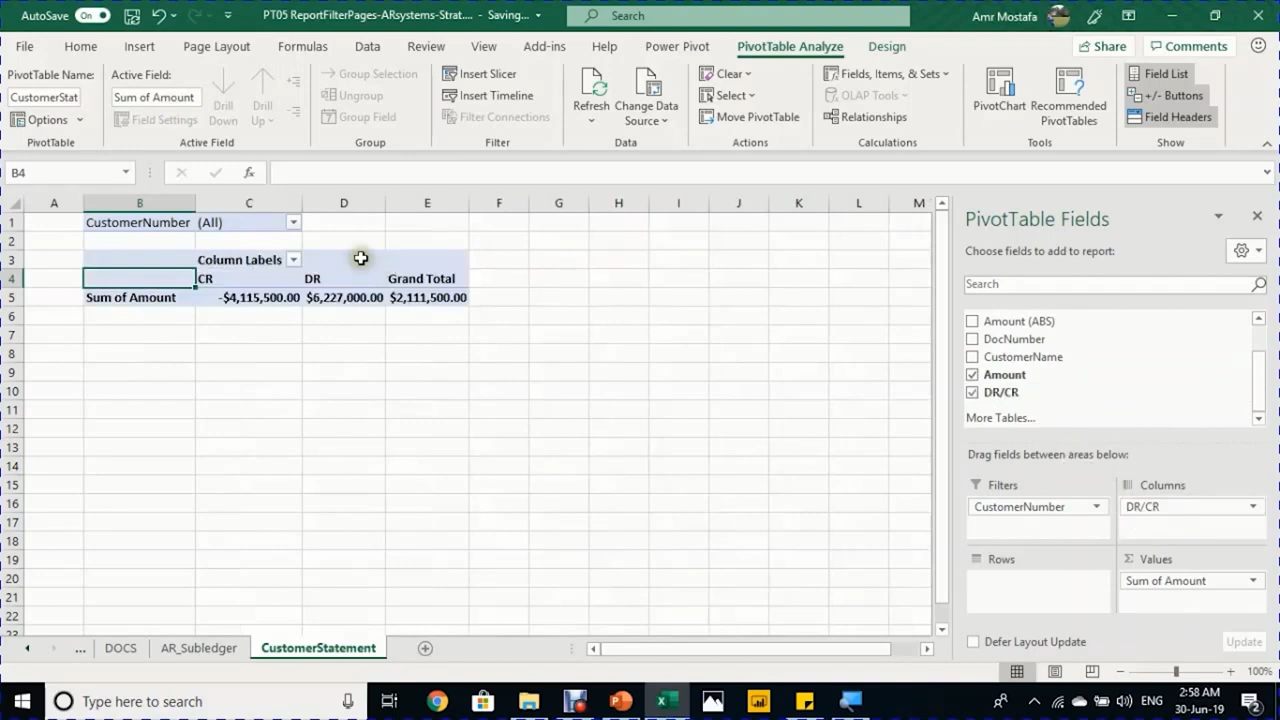 AutoSave On PT05 ReportFilterPages-ARsystems-Strat.... - Saving... Search Amr Mostafa
File Home Insert Page Layout Formulas Data Review View Add-ins Help Power Pivot PivotTable Analyze Design Share Comments
PivotTable Name: Active Field: Group Selection Insert Slicer Clear Fields, Items, & Sets Field List
CustomerStat Sum of Amount Drill Down Drill Up Ungroup Insert Timeline Refresh Change Data Source Select OLAP Tools PivotChart Recommended PivotTables +/- Buttons
Options Field Settings Group Field Filter Connections Move PivotTable Relationships Field Headers
PivotTable Active Field Group Filter Data Actions Calculations Tools Show
B4 fx
A B C D E F G H I J K L M
1 CustomerNumber (All)
2
3 Column Labels
4 CR DR Grand Total
5 Sum of Amount -$4,115,500.00 $6,227,000.00 $2,111,500.00
6
7
8
9
10
11
12
13
14
15
16
17
18
19
20
21
22
23
PivotTable Fields
Choose fields to add to report:
Search
Amount (ABS)
DocNumber
CustomerName
Amount
DR/CR
More Tables...
Drag fields between areas below:
Filters Columns
CustomerNumber DR/CR
Rows Σ Values
Sum of Amount
Defer Layout Update Update
... DOCS AR_Subledger CustomerStatement
100%
Type here to search ENG 2:58 AM
30-Jun-19 2